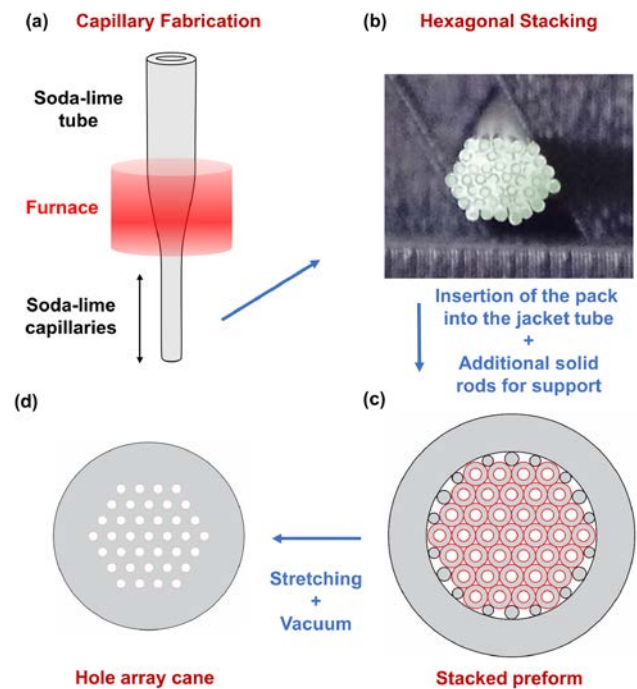 (a) Capillary Fabrication
Soda-lime
tube
Furnace
Soda-lime
capillaries
(b) Hexagonal Stacking
Insertion of the pack
into the jacket tube
+
Additional solid
rods for support
(c)
Stacked preform
Stretching
+
Vacuum
(d)
Hole array cane